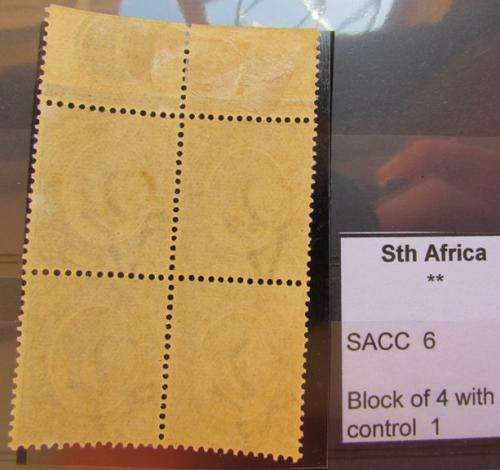 Sth Africa
**
SACC 6
Block of 4 with
control 1